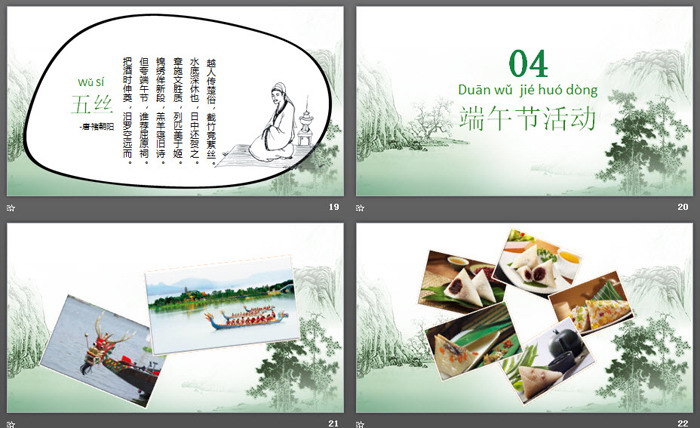 wǔ sí
五丝
-唐褚朝阳
越人传楚俗，截竹竞萦丝。
水底深休也，日中还贺之。
章施文胜质，列匹美于姬。
锦绣侔新段，羔羊寝旧诗。
但夸端午节，谁荐屈原祠。
把酒时伸奠，汨罗空远而。
19
04
Duān wǔ jié huó dòng
端午节活动
20
21
22